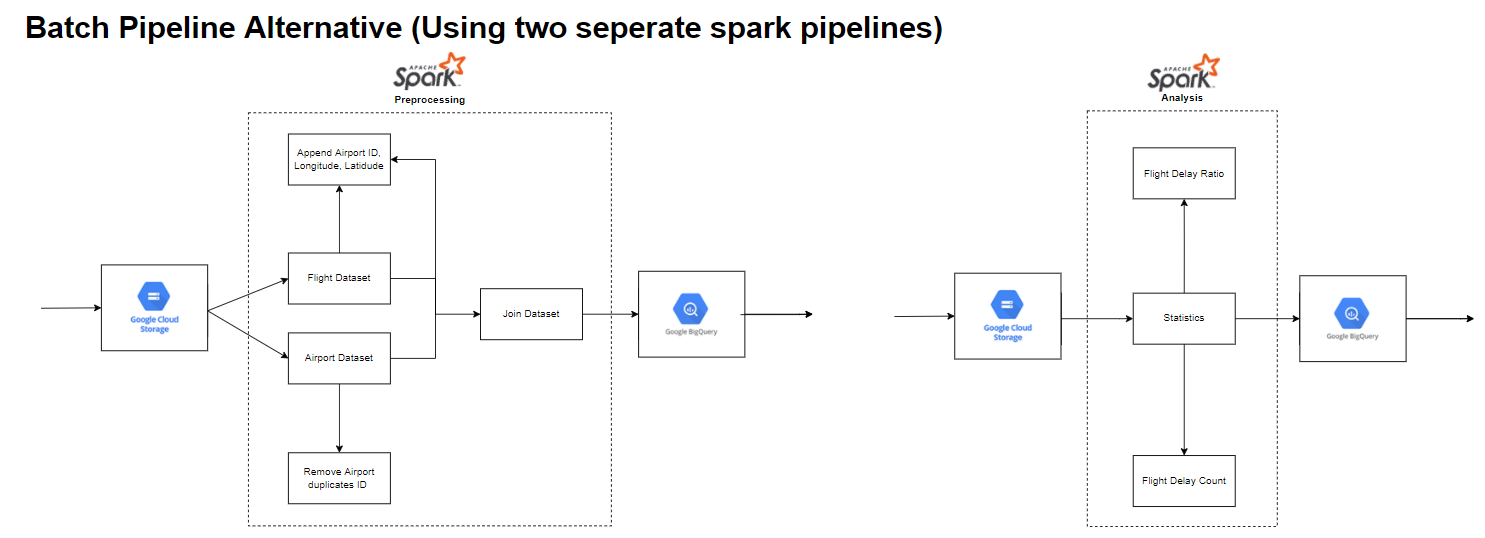 Batch Pipeline Alternative (Using two seperate spark pipelines)
APACHE
Spark
Preprocessing
Append Airport ID,
Longitude, Latidude
Flight Dataset
Google Cloud
Storage
Airport Dataset
Join Dataset
Google BigQuery
Remove Airport
duplicates ID
APACHE
Spark
Analysis
Flight Delay Ratio
Google Cloud
Storage
Statistics
Google BigQuery
Flight Delay Count